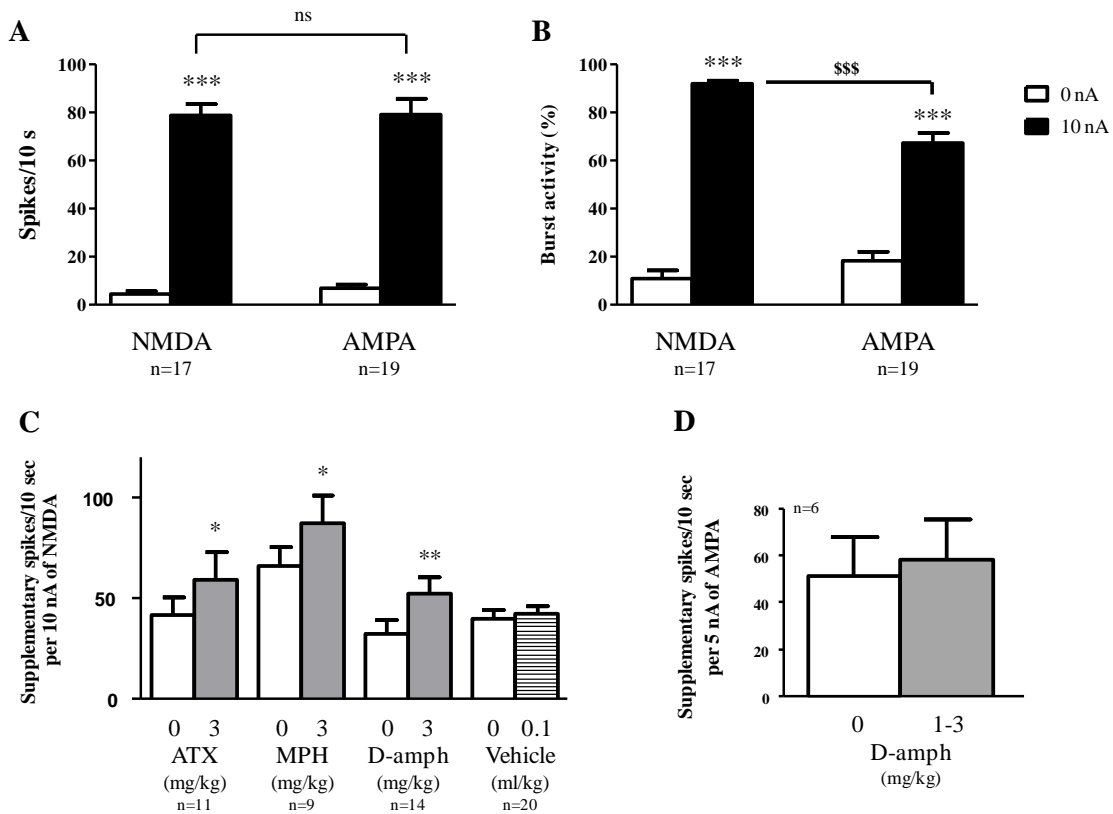 A
ns
***
***
100
80
60
40
20
0
Spikes/10 s
NMDA
AMPA
n=17
n=19
B
***
$$$
***
100
80
60
40
20
0
Burst activity (%)
NMDA
AMPA
n=17
n=19
0 nA
10 nA
C
Supplementary spikes/10 sec
per 10 nA of NMDA
100
50
0
*
*
**
0 3 0 3 0 3 0 0.1
ATX MPH D-amph Vehicle
(mg/kg) (mg/kg) (mg/kg) (ml/kg)
n=11 n=9 n=14 n=20
D
Supplementary spikes/10 sec
per 5 nA of AMPA
80
60
40
20
0
n=6
0 1-3
D-amph
(mg/kg)